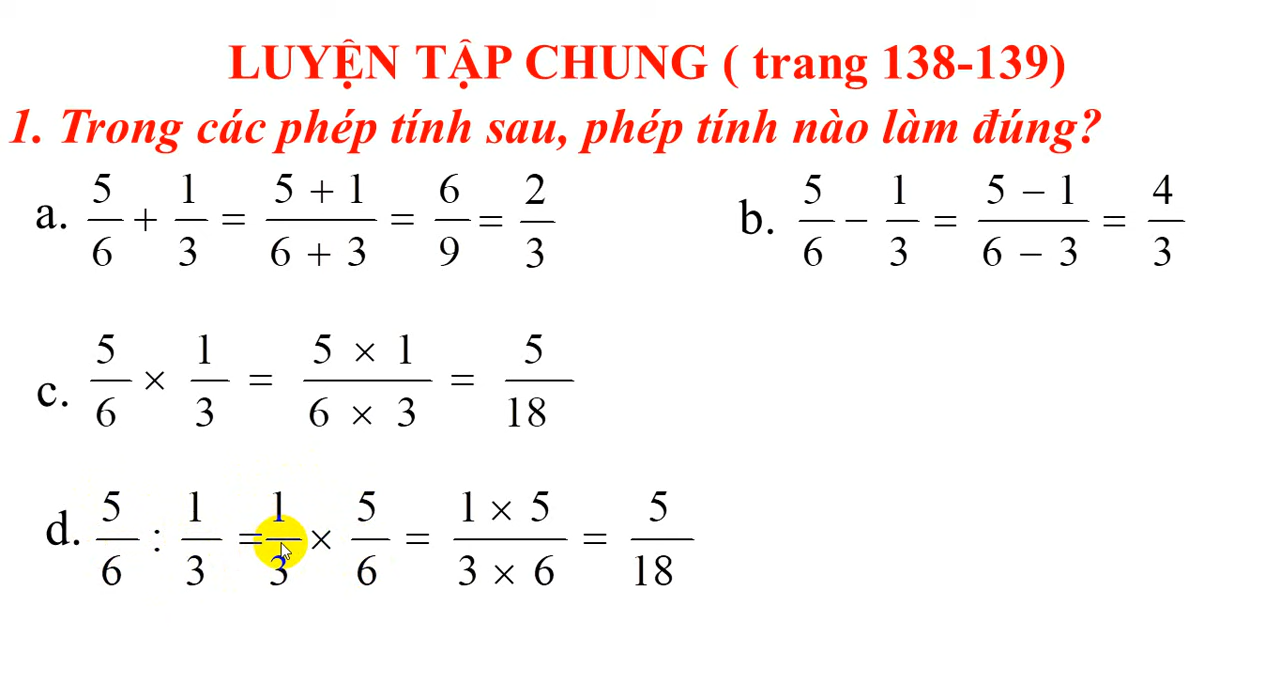 LUYỆN TẬP CHUNG ( trang 138-139)
1. Trong các phép tính sau, phép tính nào làm đúng?
a. 5/6 + 1/3 = (5 + 1)/(6 + 3) = 6/9 = 2/3
b. 5/6 − 1/3 = (5 − 1)/(6 − 3) = 4/3
c. 5/6 × 1/3 = (5 × 1)/(6 × 3) = 5/18
d. 5/6 : 1/3 = 1/3 × 5/6 = (1 × 5)/(3 × 6) = 5/18